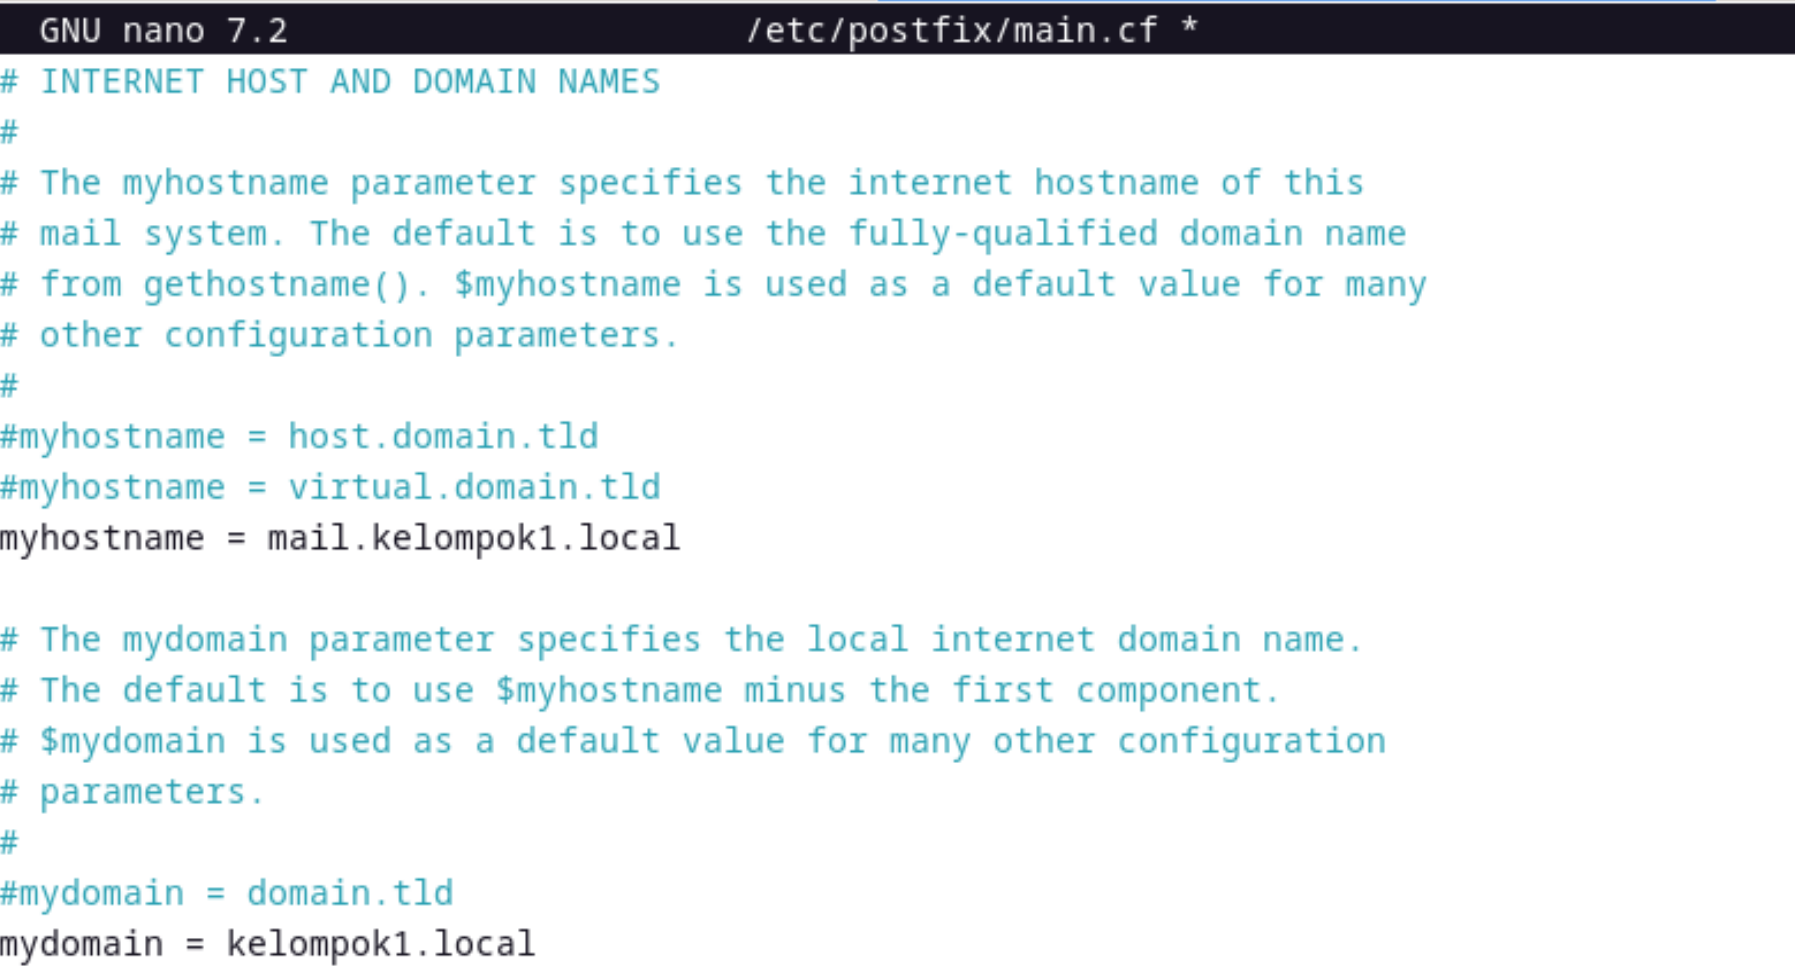 GNU nano 7.2 /etc/postfix/main.cf *
# INTERNET HOST AND DOMAIN NAMES
#
# The myhostname parameter specifies the internet hostname of this
# mail system. The default is to use the fully-qualified domain name
# from gethostname(). $myhostname is used as a default value for many
# other configuration parameters.
#
#myhostname = host.domain.tld
#myhostname = virtual.domain.tld
myhostname = mail.kelompok1.local

# The mydomain parameter specifies the local internet domain name.
# The default is to use $myhostname minus the first component.
# $mydomain is used as a default value for many other configuration
# parameters.
#
#mydomain = domain.tld
mydomain = kelompok1.local